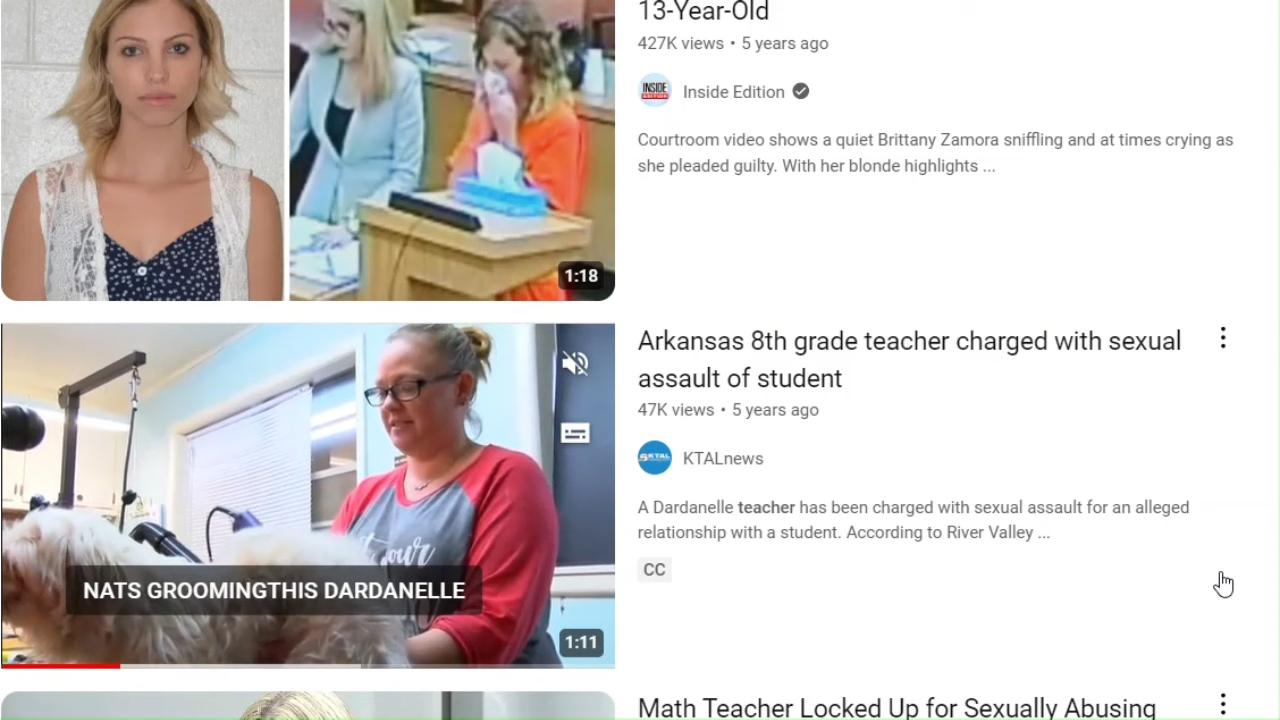 13-Year-Old
427K views • 5 years ago
INSIDE EDITION
Inside Edition
Courtroom video shows a quiet Brittany Zamora sniffling and at times crying as
she pleaded guilty. With her blonde highlights ...
1:18
Arkansas 8th grade teacher charged with sexual
assault of student
47K views • 5 years ago
KTAL
KTALnews
A Dardanelle teacher has been charged with sexual assault for an alleged
relationship with a student. According to River Valley ...
CC
NATS GROOMINGTHIS DARDANELLE
1:11
Math Teacher Locked Up for Sexually Abusing